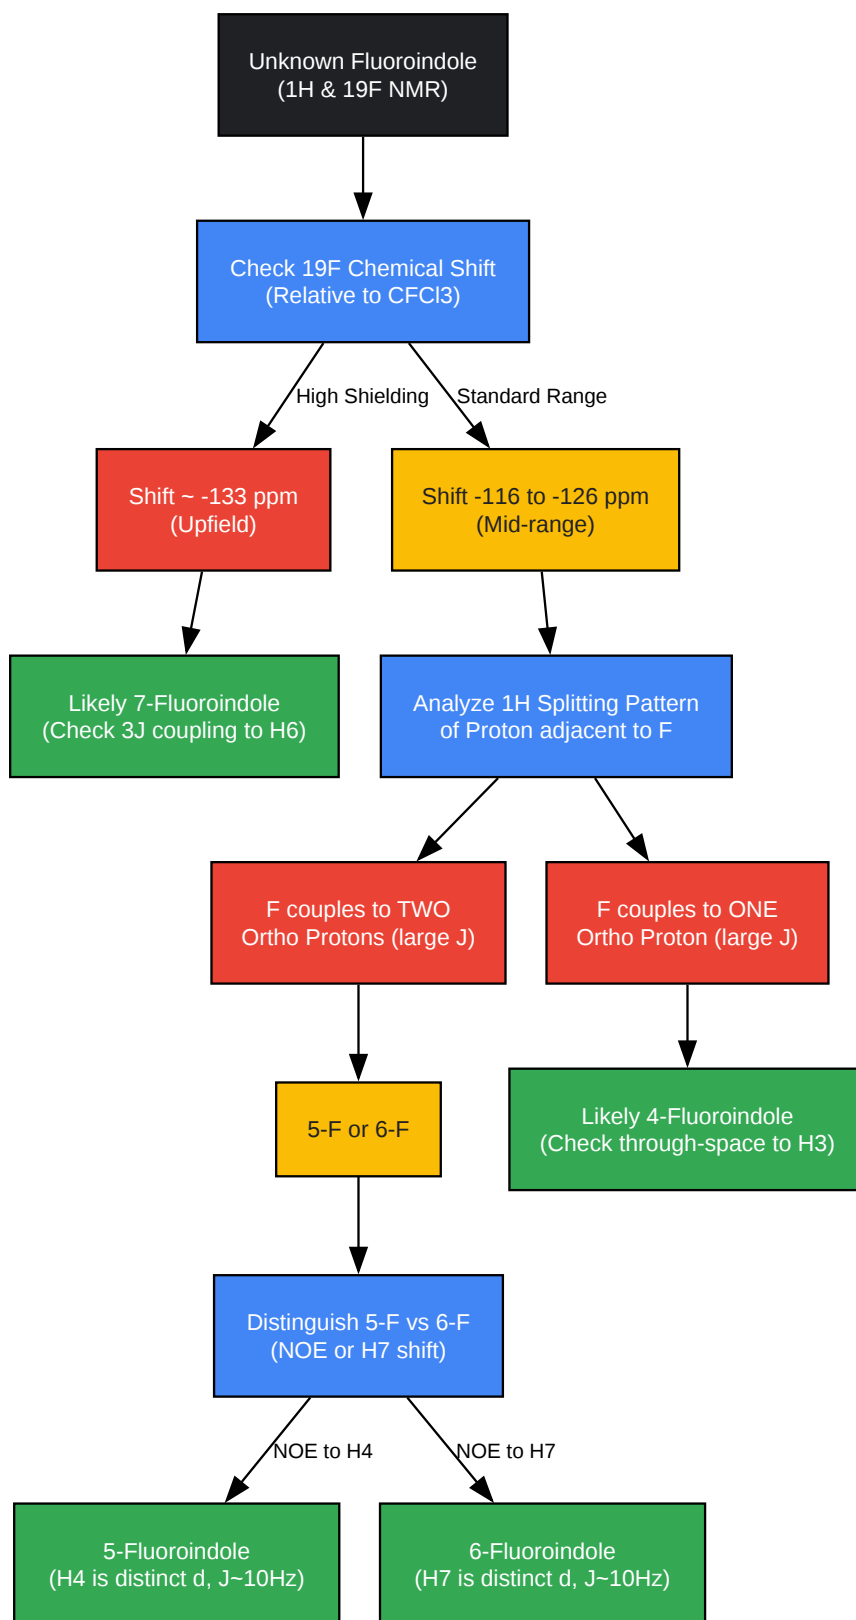 Unknown Fluoroindole
(1H & 19F NMR)
Check 19F Chemical Shift
(Relative to CFCl3)
High Shielding
Standard Range
Shift ~ -133 ppm
(Upfield)
Shift -116 to -126 ppm
(Mid-range)
Likely 7-Fluoroindole
(Check 3J coupling to H6)
Analyze 1H Splitting Pattern
of Proton adjacent to F
F couples to TWO
Ortho Protons (large J)
F couples to ONE
Ortho Proton (large J)
5-F or 6-F
Likely 4-Fluoroindole
(Check through-space to H3)
Distinguish 5-F vs 6-F
(NOE or H7 shift)
NOE to H4
NOE to H7
5-Fluoroindole
(H4 is distinct d, J~10Hz)
6-Fluoroindole
(H7 is distinct d, J~10Hz)